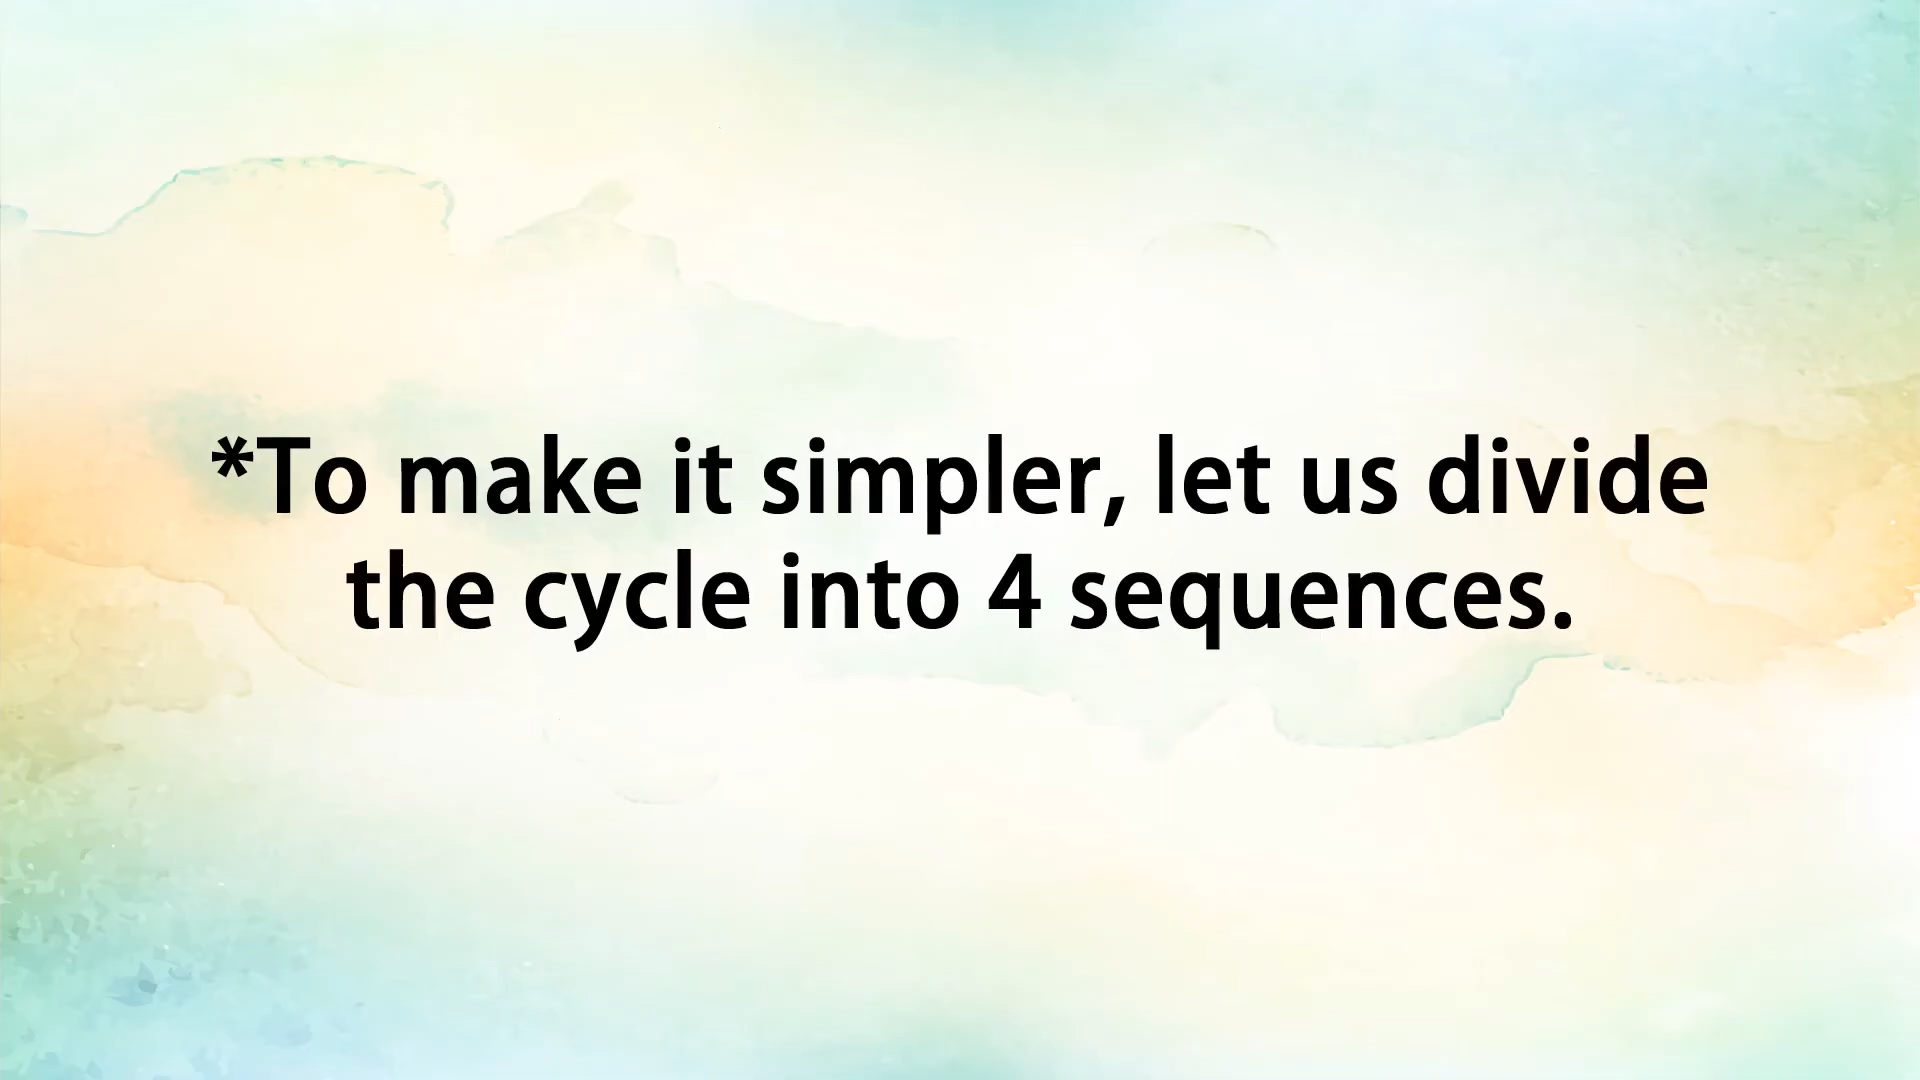 *To make it simpler, let us divide
the cycle into 4 sequences.